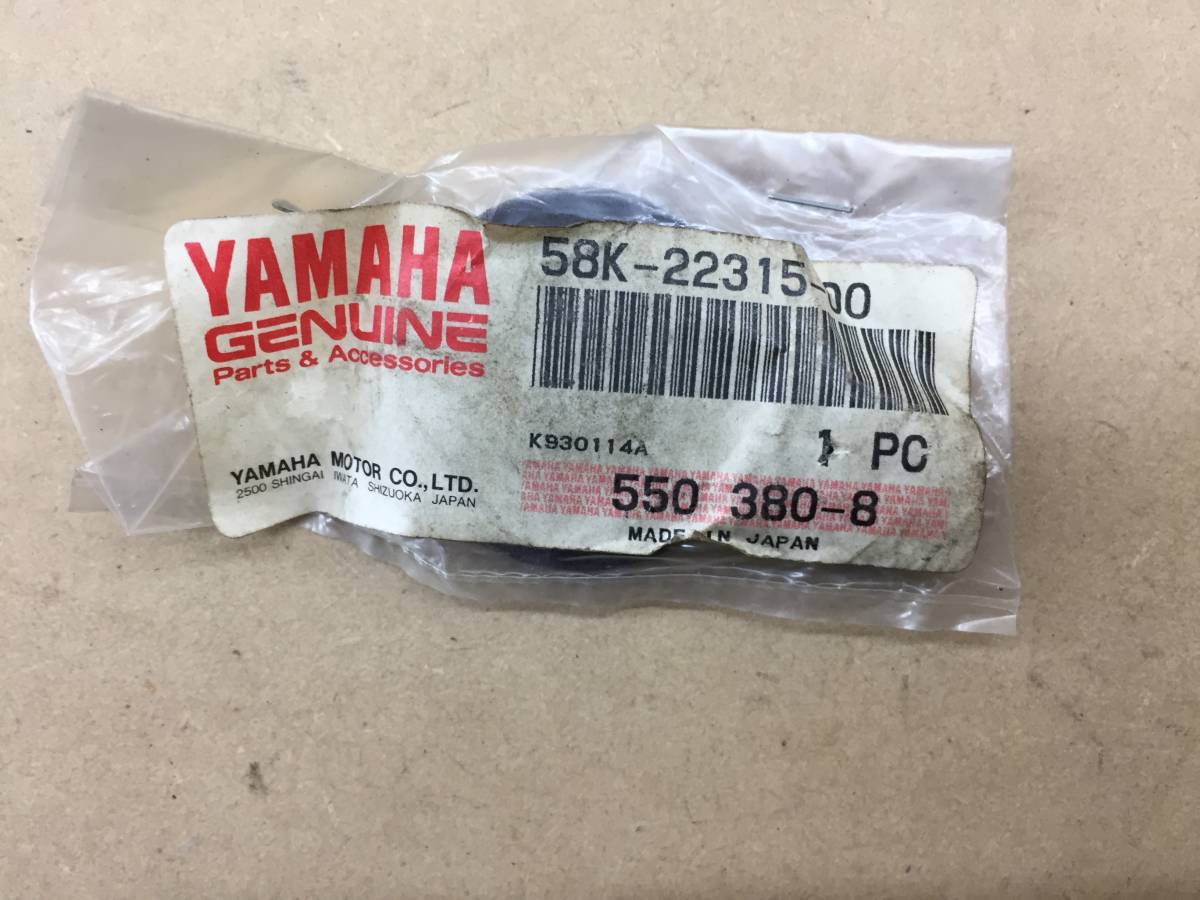 YAMAHA
GENUINE
Parts & Accessories
YAMAHA MOTOR CO., LTD.
2500 SHINGAI IWATA SHIZUOKA JAPAN
58K-22315-00
K930114A
1 PC
550 380-8
MADE IN JAPAN